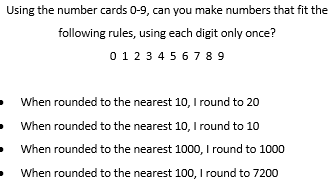 Using the number cards 0-9, can you make numbers that fit the
following rules, using each digit only once?
0 1 2 3 4 5 6 7 8 9
• When rounded to the nearest 10, I round to 20
• When rounded to the nearest 10, I round to 10
• When rounded to the nearest 1000, I round to 1000
• When rounded to the nearest 100, I round to 7200